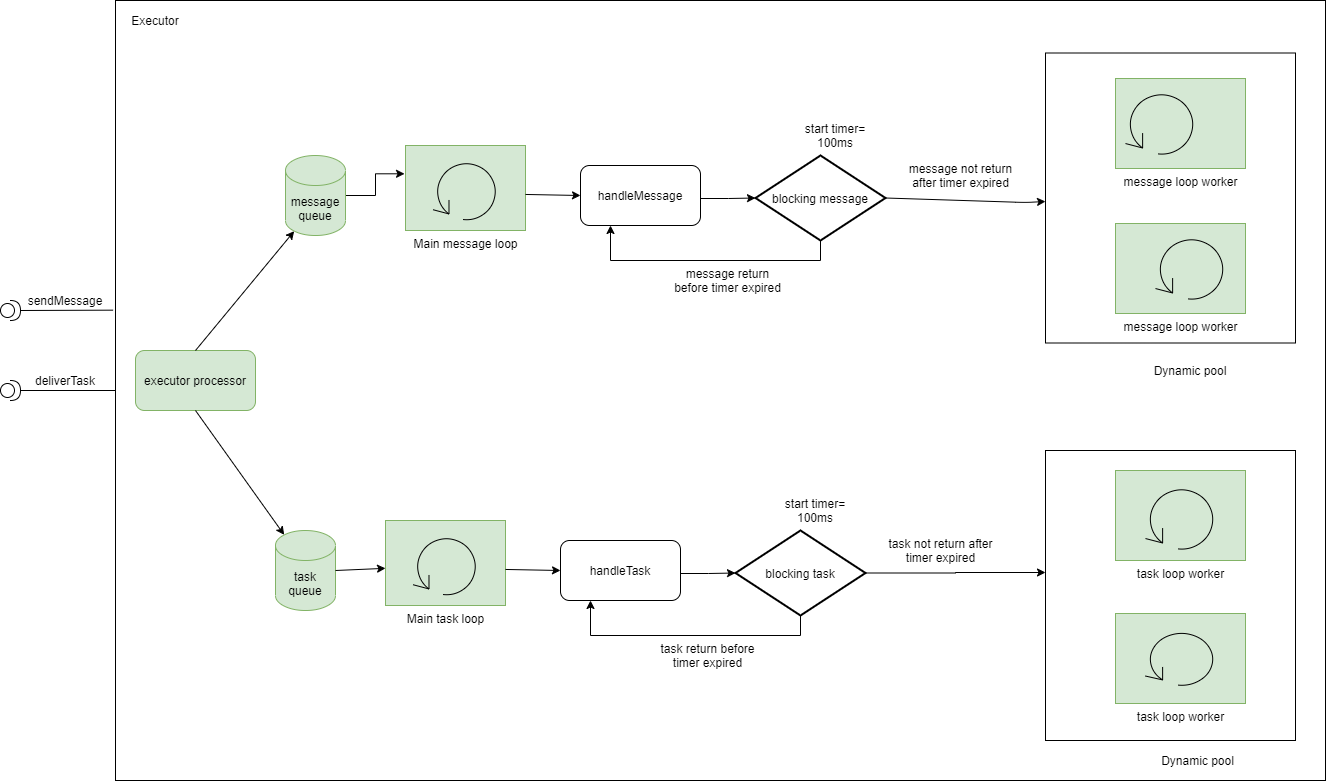 Executor
start timer=
100ms
message not return
after timer expired
message
queue
handleMessage
blocking message
message loop worker
Main message loop
message return
before timer expired
sendMessage
message loop worker
Dynamic pool
executor processor
deliverTask
start timer=
100ms
task not return after
timer expired
task
queue
handleTask
blocking task
task loop worker
Main task loop
task return before
timer expired
task loop worker
Dynamic pool